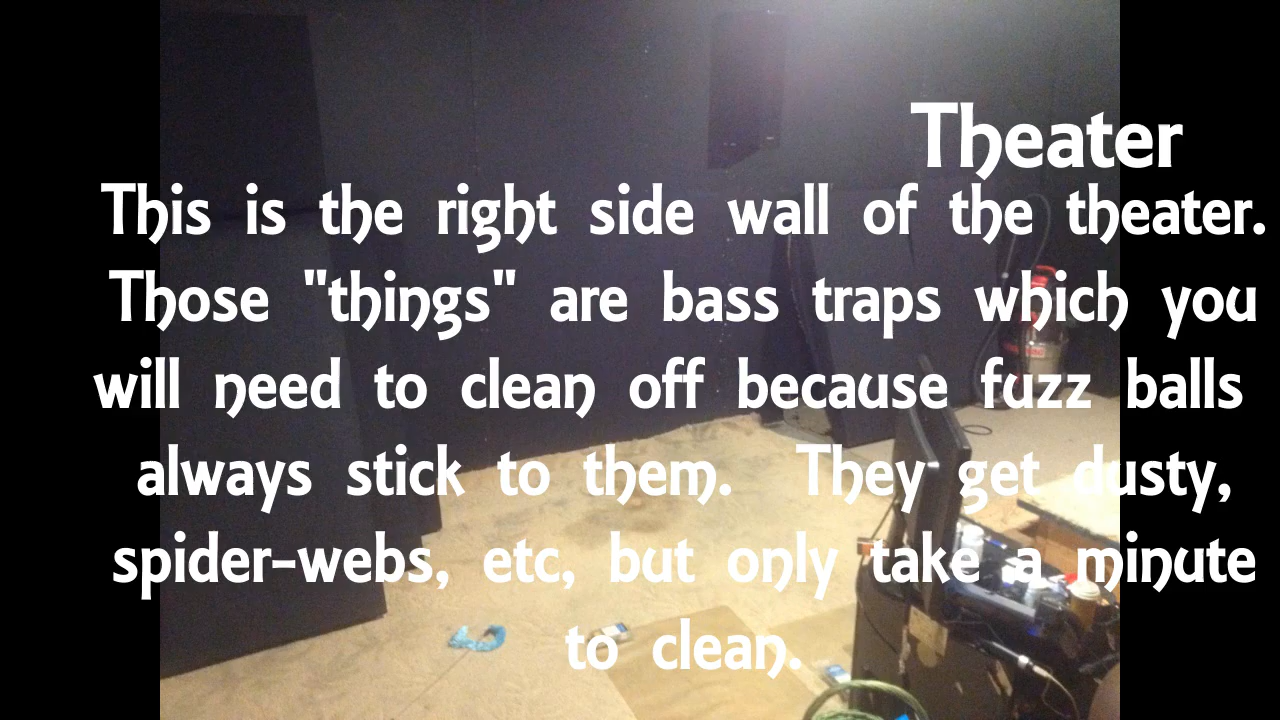 Theater
This is the right side wall of the theater.
Those "things" are bass traps which you
will need to clean off because fuzz balls
always stick to them. They get dusty,
spider-webs, etc, but only take a minute
to clean.